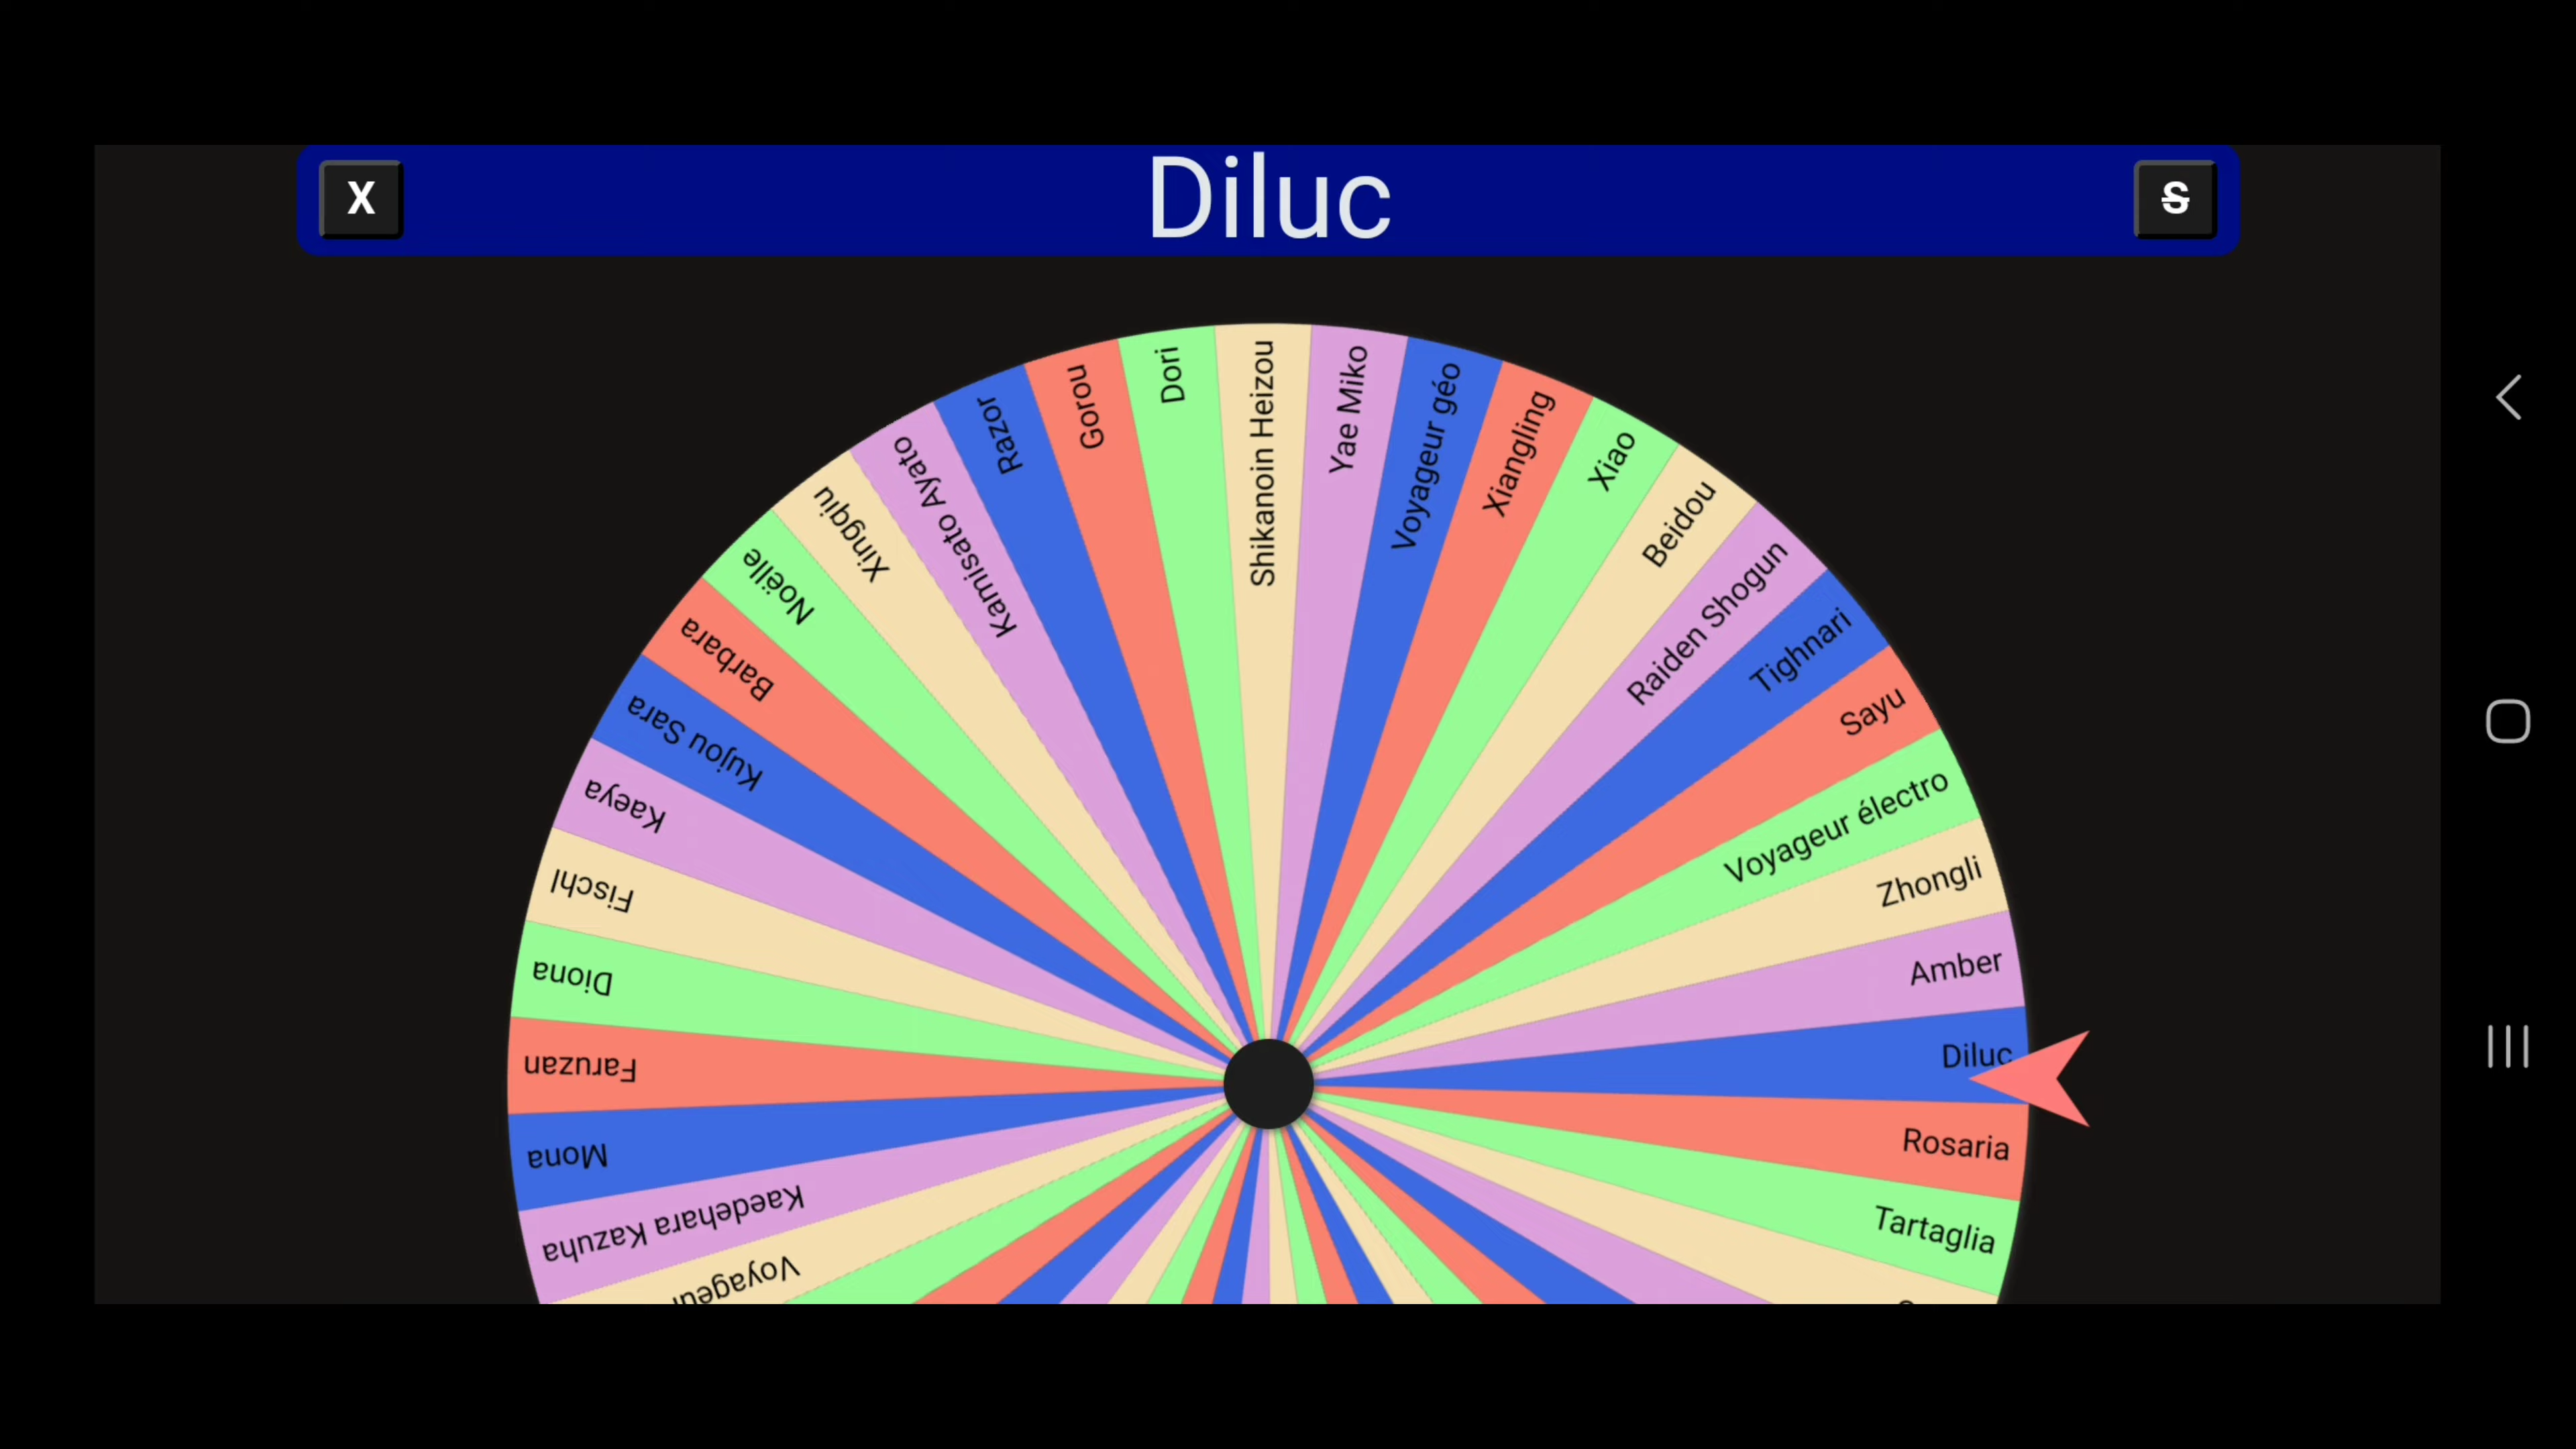 X
Diluc
S
Kaedehara Kazuha
Mona
Faruzan
Diona
Fischl
Kaeya
Kujou Sara
Barbara
Noëlle
Xingqiu
Kamisato Ayato
Razor
Gorou
Dori
Shikanoin Heizou
Yae Miko
Voyageur géo
Xiangling
Xiao
Beidou
Raiden Shogun
Tighnari
Sayu
Voyageur électro
Zhongli
Amber
Diluc
Rosaria
Tartaglia